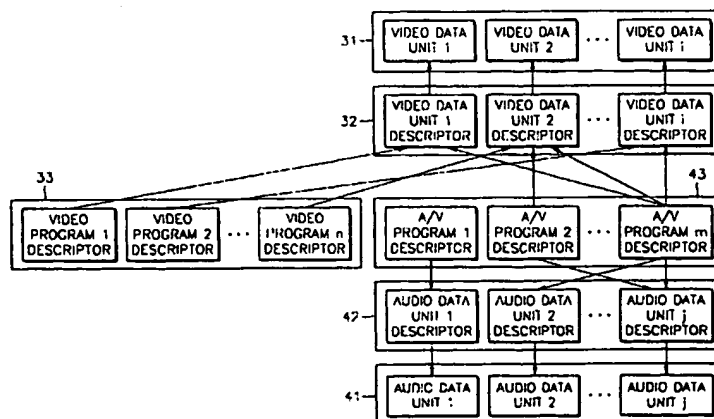 31
VIDEO DATA UNIT 1
VIDEO DATA UNIT 2
...
VIDEO DATA UNIT i
32
VIDEO DATA UNIT 1 DESCRIPTOR
VIDEO DATA UNIT 2 DESCRIPTOR
...
VIDEO DATA UNIT i DESCRIPTOR
33
VIDEO PROGRAM 1 DESCRIPTOR
VIDEO PROGRAM 2 DESCRIPTOR
...
VIDEO PROGRAM n DESCRIPTOR
43
A/V PROGRAM 1 DESCRIPTOR
A/V PROGRAM 2 DESCRIPTOR
...
A/V PROGRAM m DESCRIPTOR
42
AUDIO DATA UNIT 1 DESCRIPTOR
AUDIO DATA UNIT 2 DESCRIPTOR
...
AUDIO DATA UNIT j DESCRIPTOR
41
AUDIO DATA UNIT 1
AUDIO DATA UNIT 2
...
AUDIO DATA UNIT j